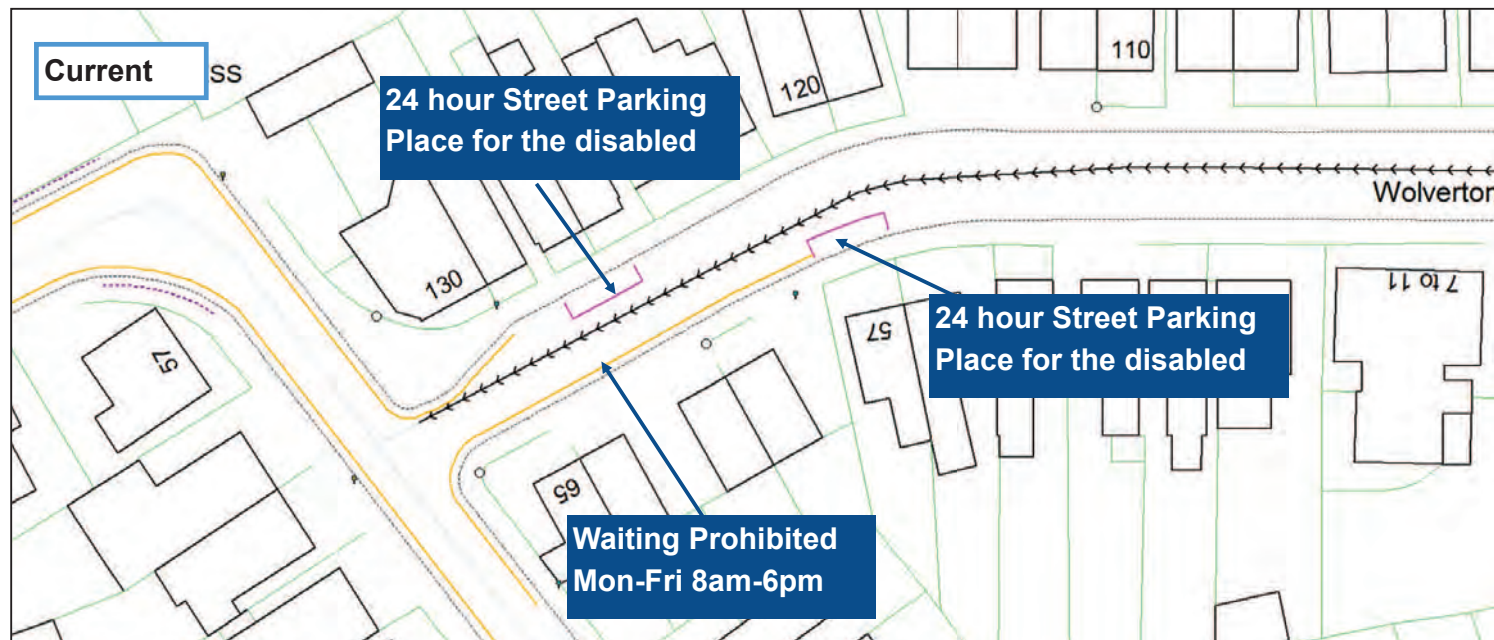 Current
ss
24 hour Street Parking
Place for the disabled
120
110
Wolverton
130
57
57
7 to 11
24 hour Street Parking
Place for the disabled
65
Waiting Prohibited
Mon-Fri 8am-6pm